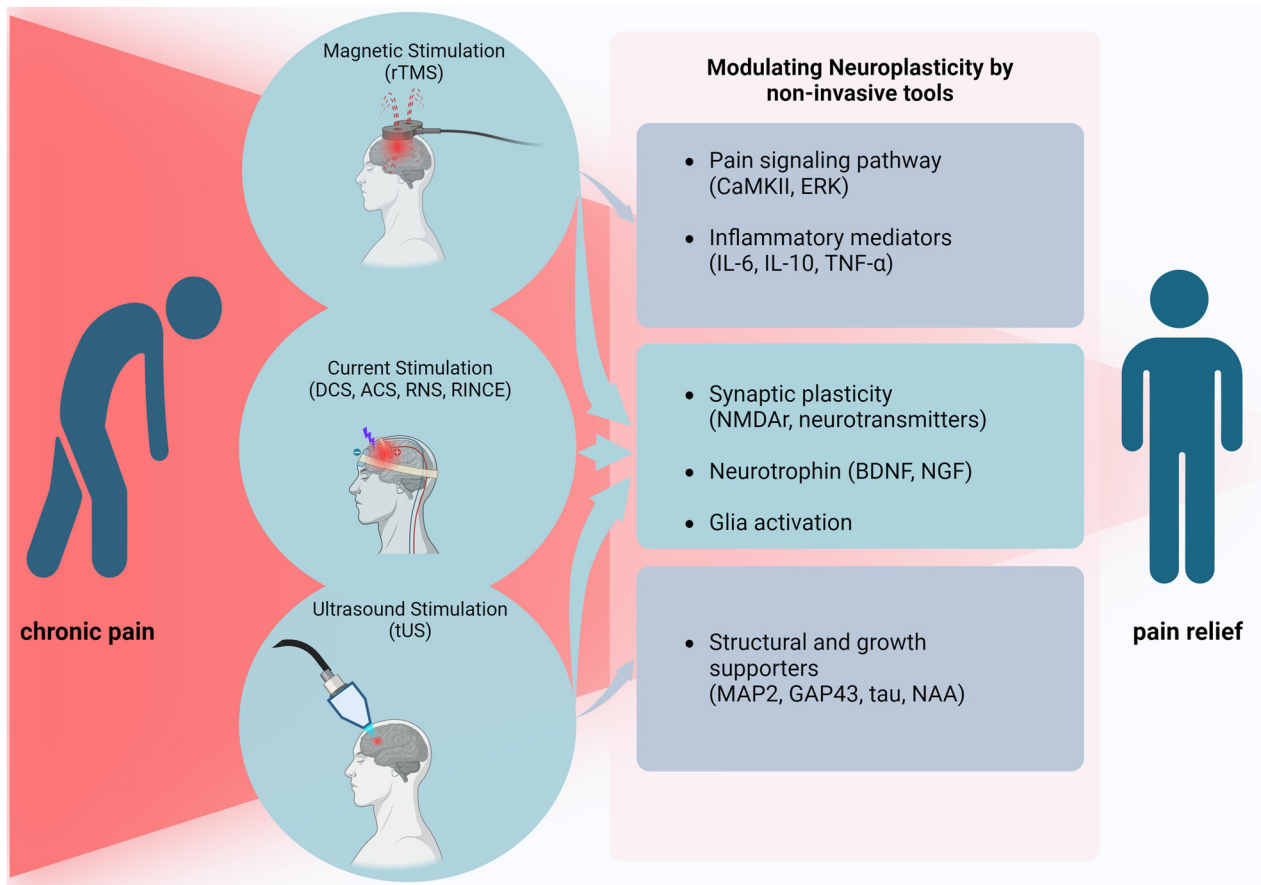 Magnetic Stimulation
(rTMS)
Current Stimulation
(DCS, ACS, RNS, RINCE)
Ultrasound Stimulation
(tUS)
chronic pain
Modulating Neuroplasticity by
non-invasive tools
• Pain signaling pathway
(CaMKII, ERK)
• Inflammatory mediators
(IL-6, IL-10, TNF-α)
• Synaptic plasticity
(NMDAr, neurotransmitters)
• Neurotrophin (BDNF, NGF)
• Glia activation
• Structural and growth
supporters
(MAP2, GAP43, tau, NAA)
pain relief